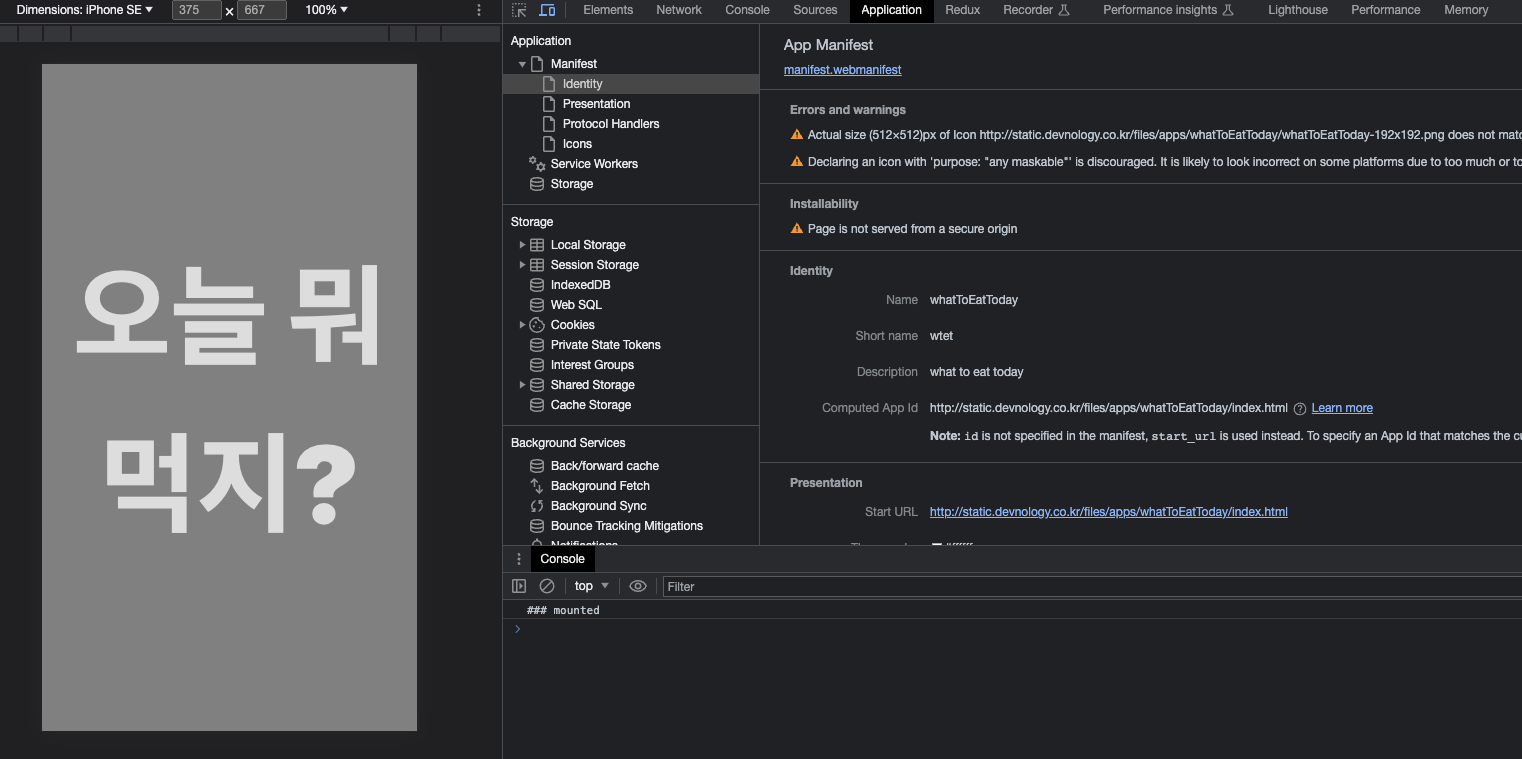 Dimensions: iPhone SE 375 × 667 100%
오늘 뭐
먹지?
Elements Network Console Sources Application Redux Recorder Performance insights Lighthouse Performance Memory
Application
Manifest
Identity
Presentation
Protocol Handlers
Icons
Service Workers
Storage
Storage
Local Storage
Session Storage
IndexedDB
Web SQL
Cookies
Private State Tokens
Interest Groups
Shared Storage
Cache Storage
Background Services
Back/forward cache
Background Fetch
Background Sync
Bounce Tracking Mitigations
Notifications
App Manifest
manifest.webmanifest
Errors and warnings
Actual size (512×512)px of Icon http://static.devnology.co.kr/files/apps/whatToEatToday/whatToEatToday-192x192.png does not
Declaring an icon with 'purpose: "any maskable"' is discouraged. It is likely to look incorrect on some platforms due to too much or
Installability
Page is not served from a secure origin
Identity
Name whatToEatToday
Short name wtet
Description what to eat today
Computed App Id http://static.devnology.co.kr/files/apps/whatToEatToday/index.html ? Learn more
Note: id is not specified in the manifest, start_url is used instead. To specify an App Id that matches the
Presentation
Start URL http://static.devnology.co.kr/files/apps/whatToEatToday/index.html
Console
top Filter
### mounted